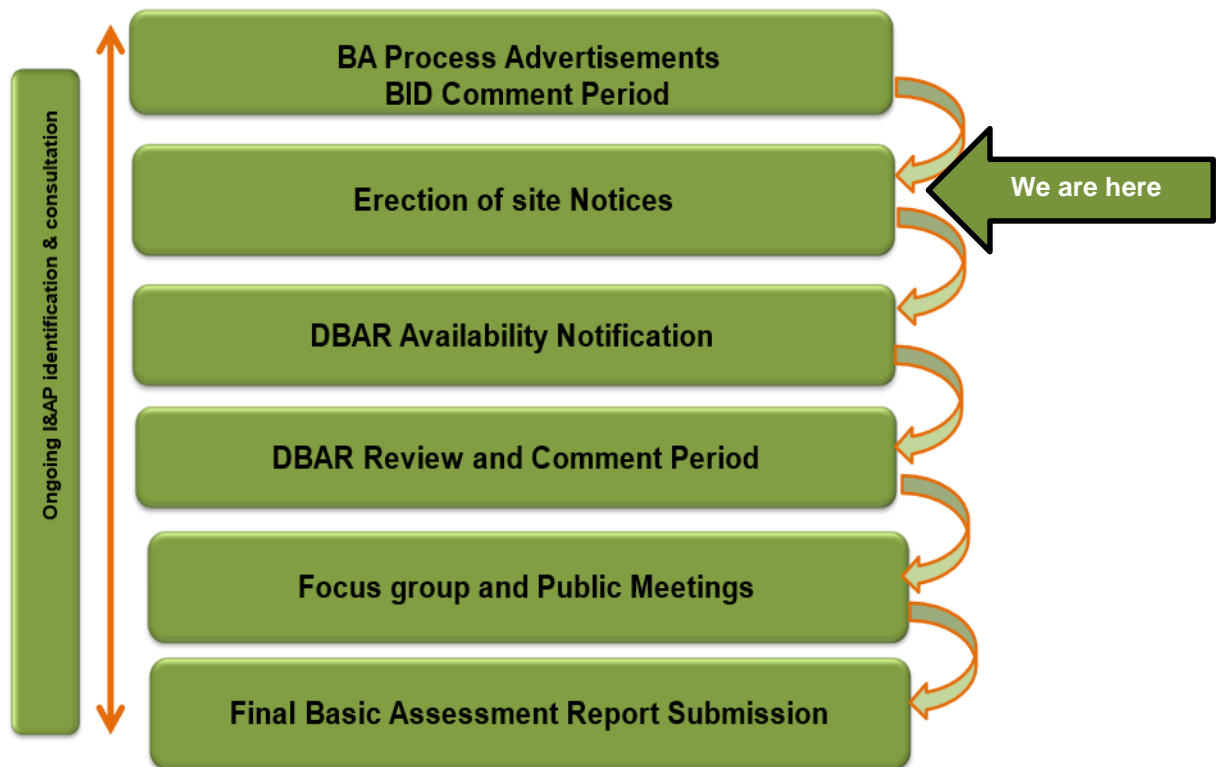 Ongoing I&AP identification & consultation
BA Process Advertisements
BID Comment Period
Erection of site Notices
We are here
DBAR Availability Notification
DBAR Review and Comment Period
Focus group and Public Meetings
Final Basic Assessment Report Submission